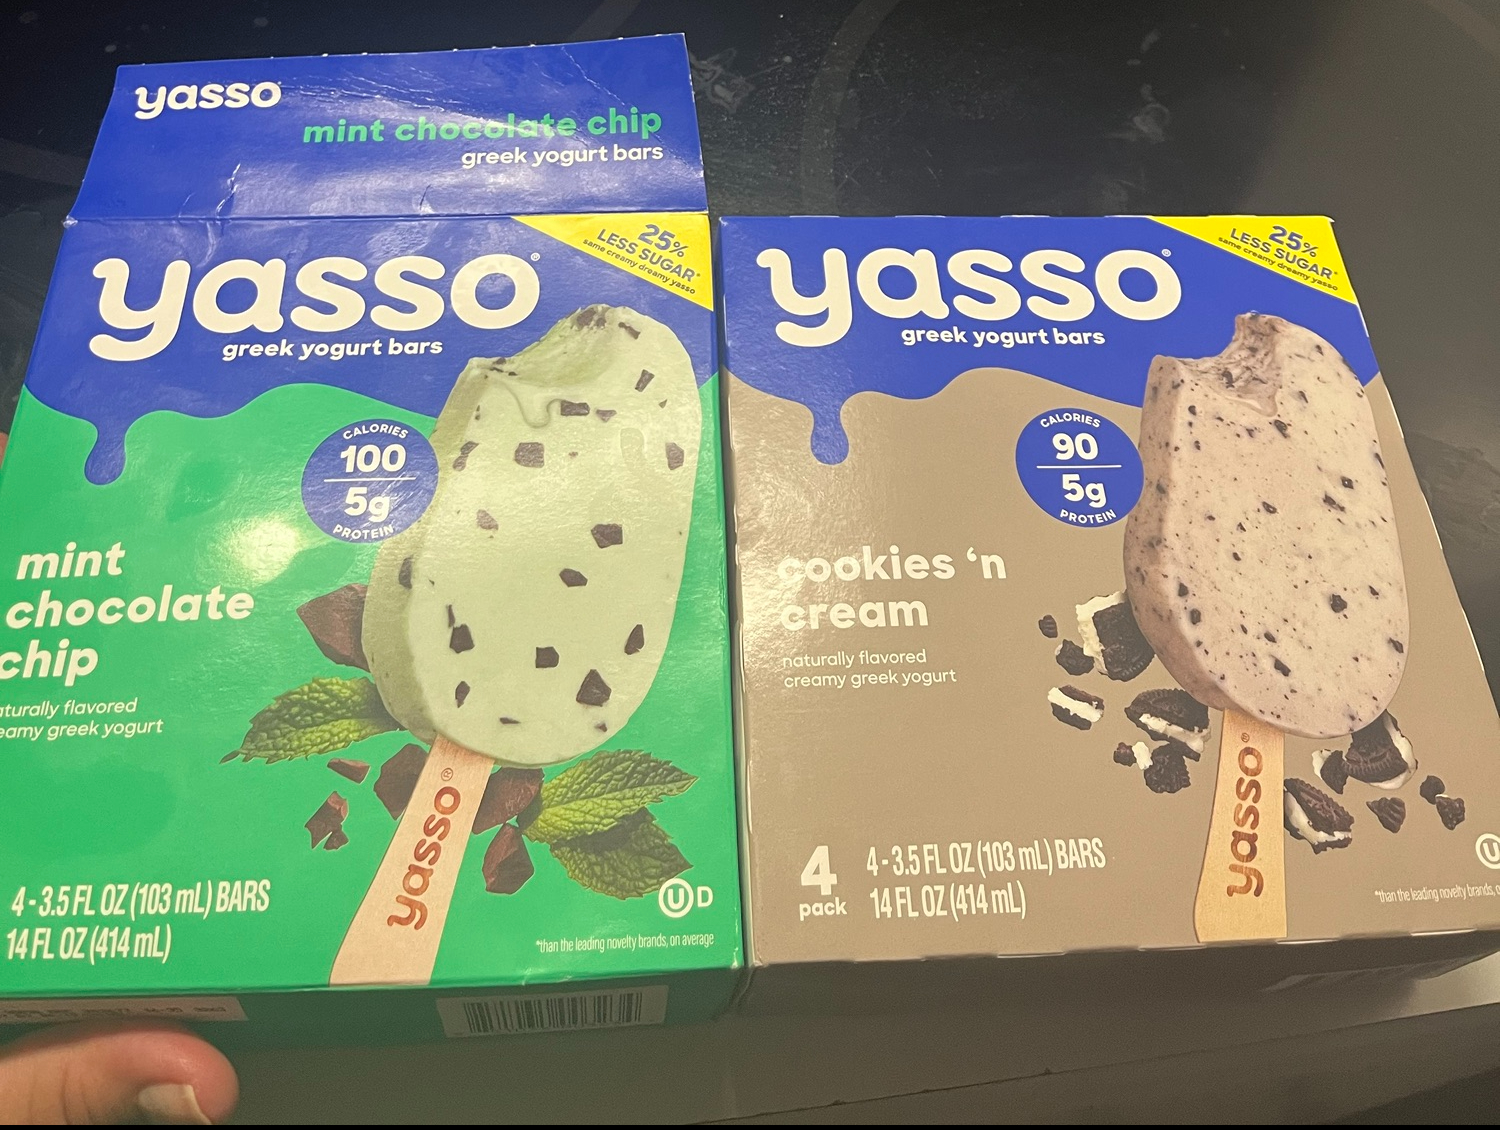 yasso
mint chocolate chip
greek yogurt bars
yasso®
greek yogurt bars
25%
LESS SUGAR*
same creamy dreamy yasso
CALORIES
100
5g
PROTEIN
mint
chocolate
chip
aturally flavored
eamy greek yogurt
yasso®
4-3.5 FL OZ (103 mL) BARS
14 FL OZ (414 mL)
U D
*than the leading novelty brands, on average
yasso®
greek yogurt bars
25%
LESS SUGAR*
same creamy dreamy yasso
CALORIES
90
5g
PROTEIN
cookies ‘n
cream
naturally flavored
creamy greek yogurt
yasso®
4
pack
4-3.5 FL OZ (103 mL) BARS
14 FL OZ (414 mL)
U
*than the leading novelty brands, o